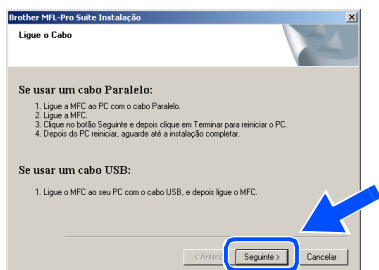 Brother MFL-Pro Suite Instalação
Ligue o Cabo
Se usar um cabo Paralelo:
1. Ligue a MFC ao PC com o cabo Paralelo.
2. Ligue a MFC.
3. Clique no botão Seguinte e depois clique em Terminar para reiniciar o PC.
4. Depois do PC reiniciar, aguarde até a instalação completar.
Se usar um cabo USB:
1. Ligue o MFC ao seu PC com o cabo USB, e depois ligue o MFC.
Seguinte > Cancelar